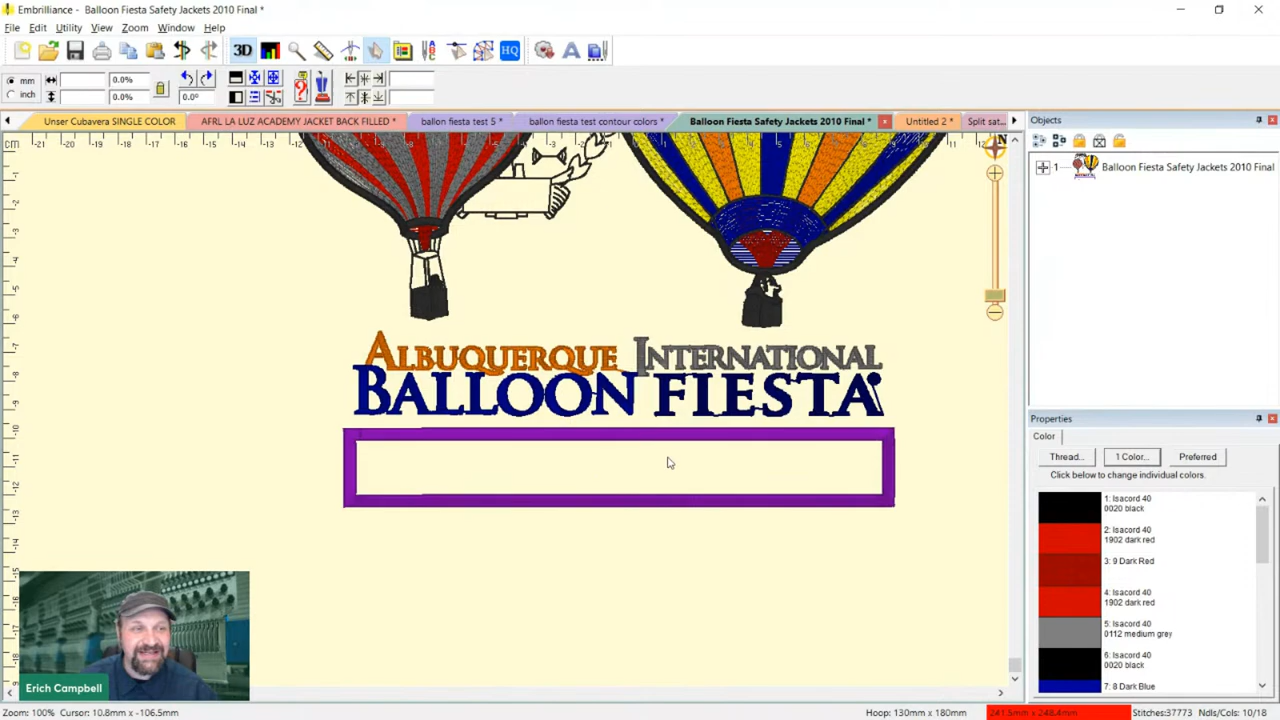 Embrilliance - Balloon Fiesta Safety Jackets 2010 Final *
File Edit Utility View Zoom Window Help
3D HQ
mm 0.0%
inch 0.0% 0.0°
Unser Cubavera SINGLE COLOR AFRL LA LUZ ACADEMY JACKET BACK FILLED * ballon fiesta test 5 * ballon fiesta test contour colors * Balloon Fiesta Safety Jackets 2010 Final * Untitled 2 * Split sat...
Objects
1 Balloon Fiesta Safety Jackets 2010 Final
ALBUQUERQUE INTERNATIONAL
BALLOON FIESTA
Properties
Color
Thread... 1 Color... Preferred
Click below to change individual colors.
1: Isacord 40
0020 black
2: Isacord 40
1902 dark red
3: 9 Dark Red
4: Isacord 40
1902 dark red
5: Isacord 40
0112 medium grey
6: Isacord 40
0020 black
7: 8 Dark Blue
Erich Campbell
Zoom: 100% Cursor: 10.8mm x -106.5mm Hoop: 130mm x 180mm 241.5mm x 248.4mm Stitches:37773 Ndls/Cols: 10/18